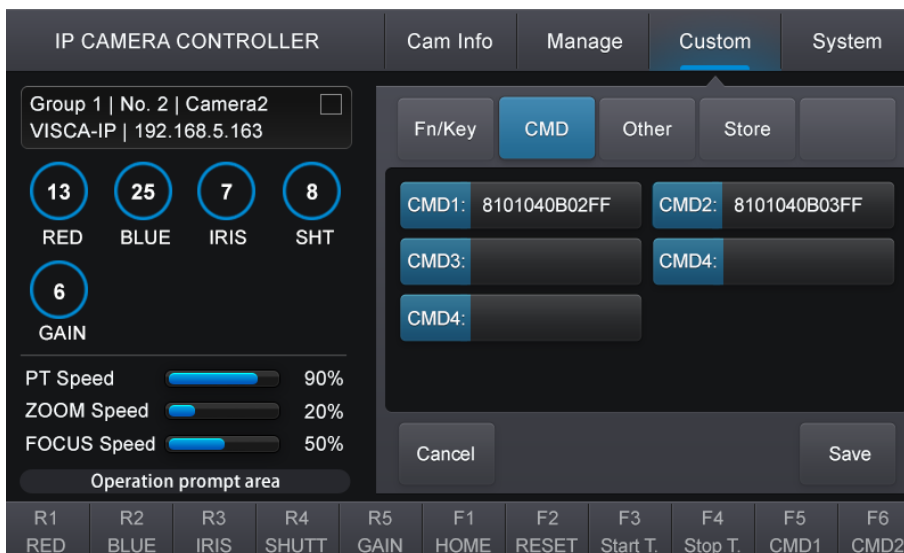 IP CAMERA CONTROLLER
Cam Info Manage Custom System
Group 1 | No. 2 | Camera2
VISCA-IP | 192.168.5.163
13 25 7 8
RED BLUE IRIS SHT
6
GAIN
PT Speed 90%
ZOOM Speed 20%
FOCUS Speed 50%
Operation prompt area
Fn/Key CMD Other Store
CMD1: 8101040B02FF CMD2: 8101040B03FF
CMD3: CMD4:
CMD4:
Cancel Save
R1 R2 R3 R4 R5 F1 F2 F3 F4 F5 F6
RED BLUE IRIS SHUTT GAIN HOME RESET Start T. Stop T. CMD1 CMD2